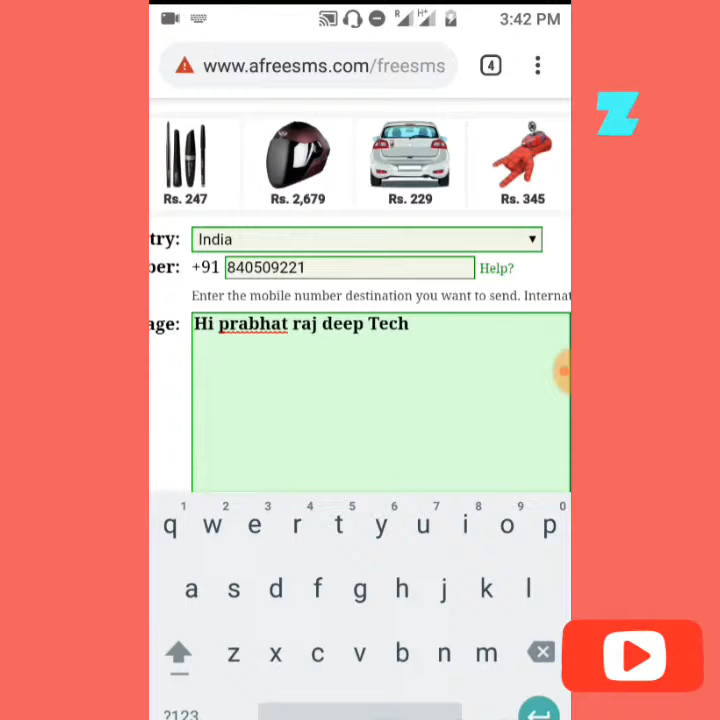 R H+ 3:42 PM
www.afreesms.com/freesms 4
Z
Rs. 247 Rs. 2,679 Rs. 229 Rs. 345
try: India
ber: +91 840509221 Help?
Enter the mobile number destination you want to send. Internat
age: Hi prabhat raj deep Tech
1 2 3 4 5 6 7 8 9 0
q w e r t y u i o p
a s d f g h j k l
z x c v b n m
?123